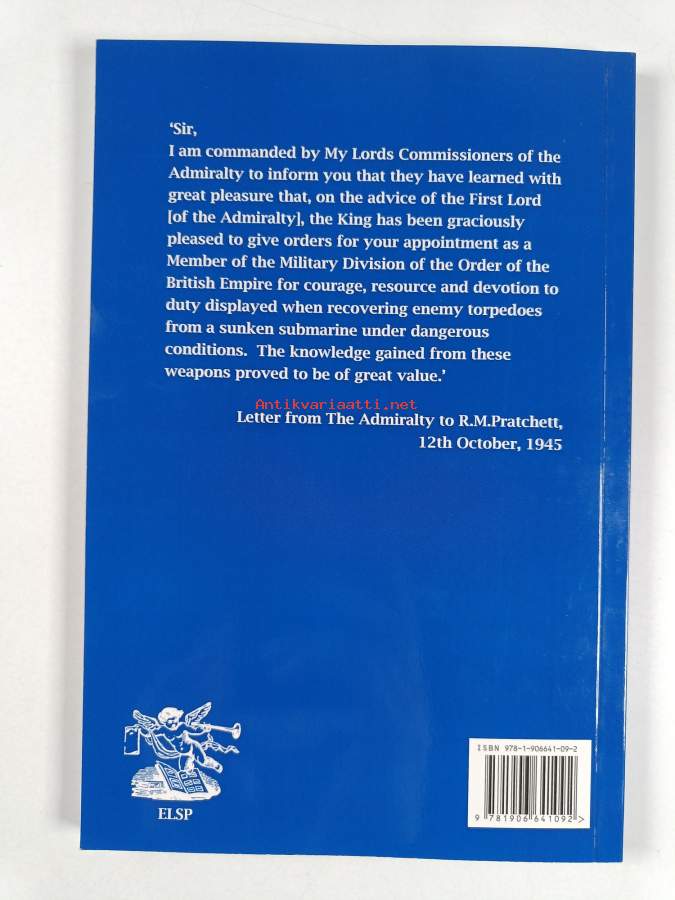 ‘Sir,
I am commanded by My Lords Commissioners of the
Admiralty to inform you that they have learned with
great pleasure that, on the advice of the First Lord
[of the Admiralty], the King has been graciously
pleased to give orders for your appointment as a
Member of the Military Division of the Order of the
British Empire for courage, resource and devotion to
duty displayed when recovering enemy torpedoes
from a sunken submarine under dangerous
conditions.  The knowledge gained from these
weapons proved to be of great value.’
Antikvariaatti.net
Letter from The Admiralty to R.M.Pratchett,
12th October, 1945
ELSP
ISBN 978-1-906641-09-2
9 781906 641092 >